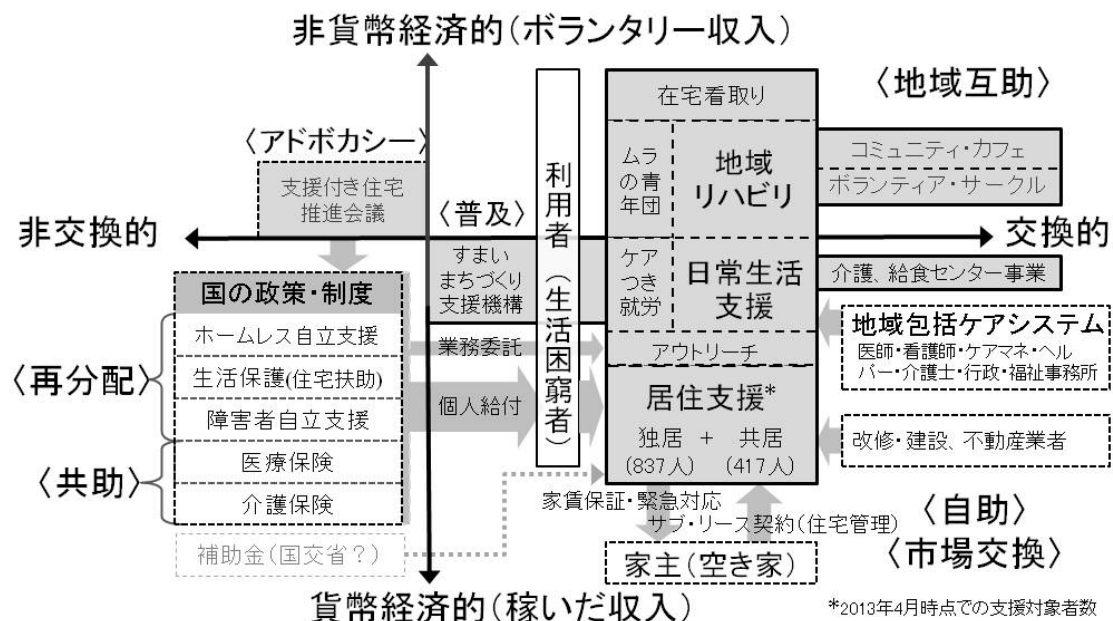 非貨幣経済的(ボランタリー収入)
〈アドボカシー〉
支援付き住宅
推進会議
〈普及〉
利用者(生活困窮者)
在宅看取り
ムラの青年団
地域
リハビリ
〈地域互助〉
コミュニティ・カフェ
ボランティア・サークル
非交換的
交換的
国の政策・制度
ホームレス自立支援
生活保護(住宅扶助)
障害者自立支援
医療保険
介護保険
補助金(国交省?)
〈再分配〉
〈共助〉
すまい
まちづくり
支援機構
業務委託
個人給付
ケアつき就労
日常生活
支援
アウトリーチ
居住支援*
独居 + 共居
(837人) (417人)
介護、給食センター事業
地域包括ケアシステム
医師・看護師・ケアマネ・ヘル
パー・介護士・行政・福祉事務所
改修・建設、不動産業者
家賃保証・緊急対応
サブ・リース契約(住宅管理)
家主(空き家)
〈自助〉
〈市場交換〉
貨幣経済的(稼いだ収入)
*2013年4月時点での支援対象者数